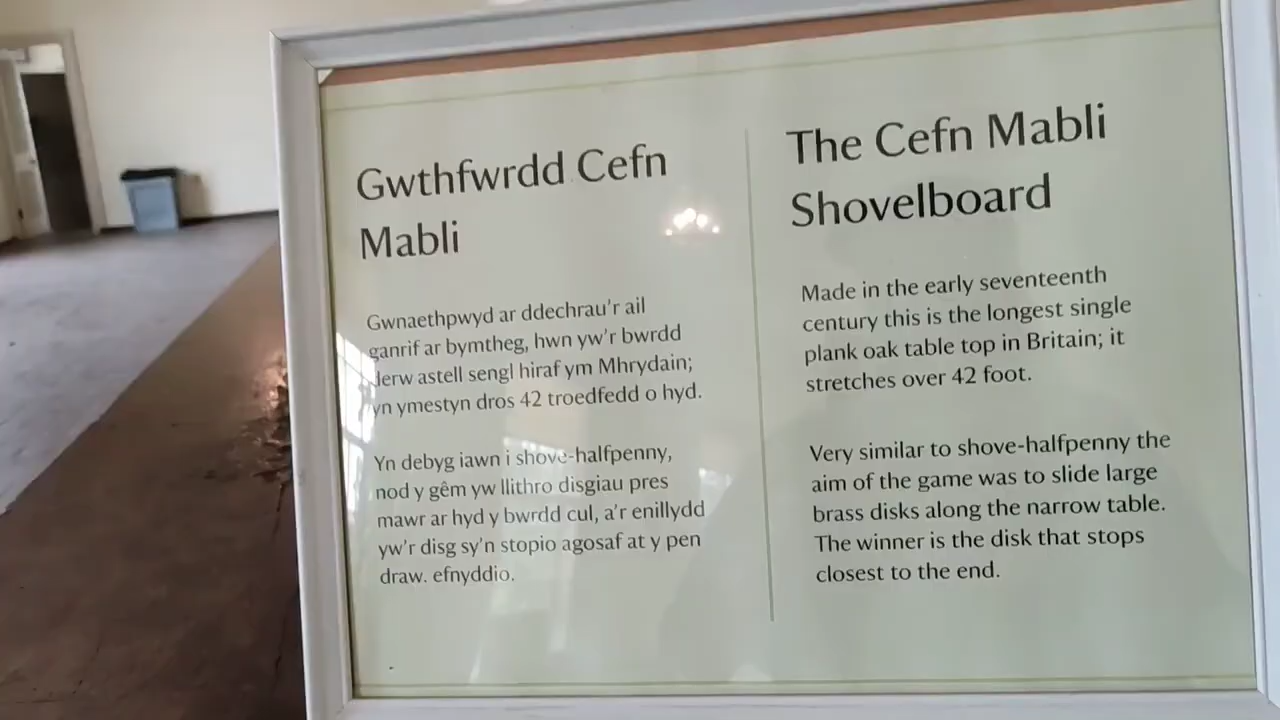 Gwthfwrdd Cefn
Mabli
Gwnaethpwyd ar ddechrau'r ail
ganrif ar bymtheg, hwn yw'r bwrdd
derw astell sengl hiraf ym Mhrydain;
yn ymestyn dros 42 troedfedd o hyd.
Yn debyg iawn i shove-halfpenny,
nod y gêm yw llithro disgiau pres
mawr ar hyd y bwrdd cul, a'r enillydd
yw'r disg sy'n stopio agosaf at y pen
draw. efnyddio.
The Cefn Mabli
Shovelboard
Made in the early seventeenth
century this is the longest single
plank oak table top in Britain; it
stretches over 42 foot.
Very similar to shove-halfpenny the
aim of the game was to slide large
brass disks along the narrow table.
The winner is the disk that stops
closest to the end.